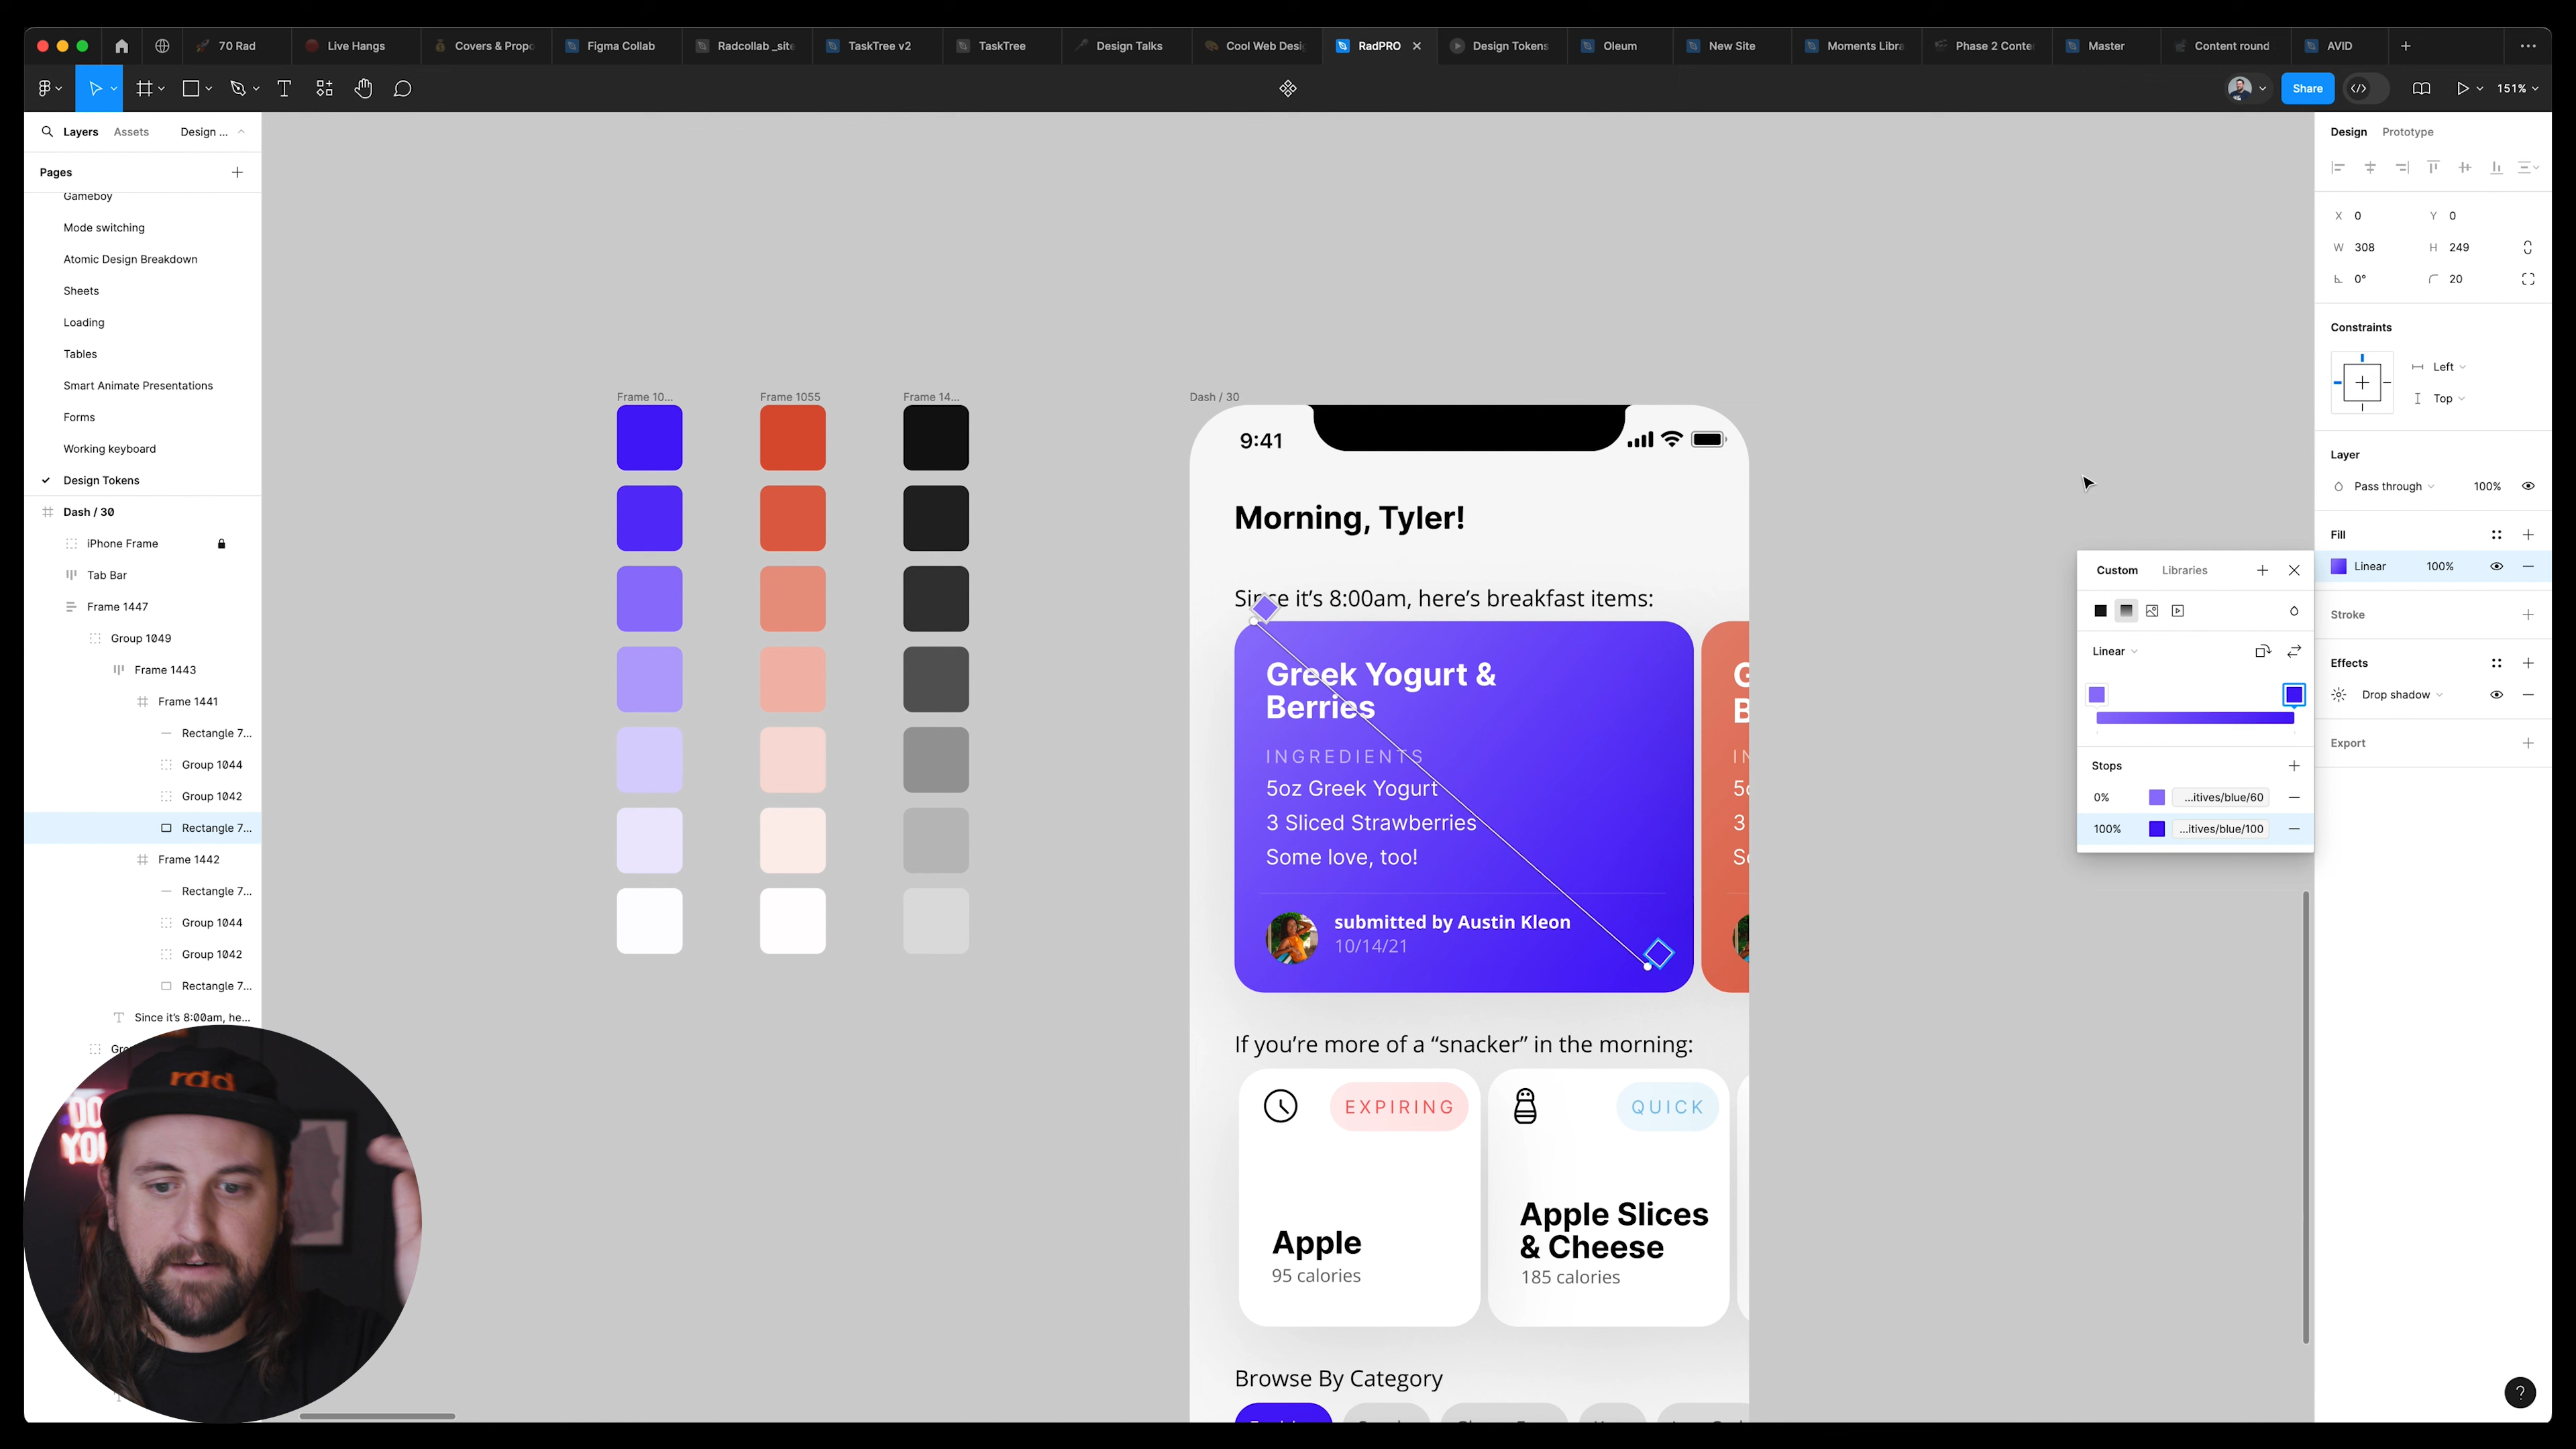 70 Rad
Live Hangs
Covers & Propo
Figma Collab
Radcollab _site
TaskTree v2
TaskTree
Design Talks
Cool Web Desi
RadPRO
Design Tokens
Oleum
New Site
Moments Libra
Phase 2 Conte
Master
Content round
AVID
Share
151%
Layers
Assets
Design ...
Pages
Gameboy
Mode switching
Atomic Design Breakdown
Sheets
Loading
Tables
Smart Animate Presentations
Forms
Working keyboard
Design Tokens
Dash / 30
iPhone Frame
Tab Bar
Frame 1447
Group 1049
Frame 1443
Frame 1441
Rectangle 7...
Group 1044
Group 1042
Rectangle 7...
Frame 1442
Rectangle 7...
Group 1044
Group 1042
Rectangle 7...
Since it's 8:00am, he...
rdd
Frame 10...
Frame 1055
Frame 14...
Dash / 30
9:41
Morning, Tyler!
Since it's 8:00am, here's breakfast items:
Greek Yogurt &
Berries
INGREDIENTS
5oz Greek Yogurt
3 Sliced Strawberries
Some love, too!
submitted by Austin Kleon
10/14/21
If you're more of a “snacker” in the morning:
EXPIRING
Apple
95 calories
QUICK
Apple Slices
& Cheese
185 calories
Browse By Category
Custom
Libraries
Linear
Stops
0%
...itives/blue/60
100%
...itives/blue/100
Design
Prototype
X 0
Y 0
W 308
H 249
0°
20
Constraints
Left
Top
Layer
Pass through
100%
Fill
Linear
100%
Stroke
Effects
Drop shadow
Export
?